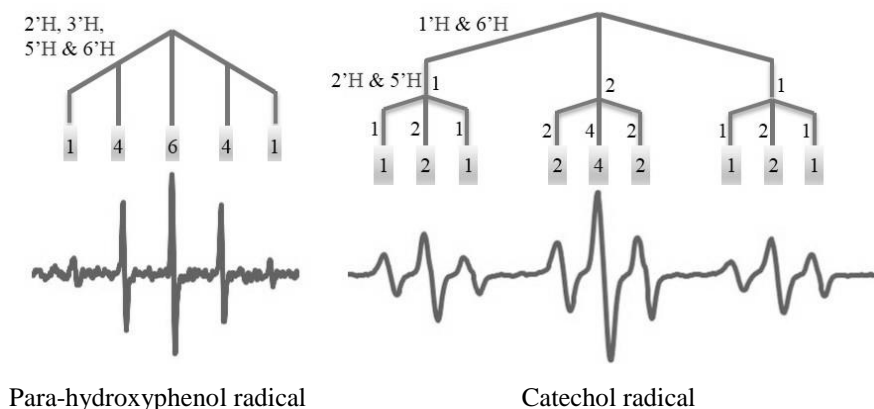 2’H, 3’H,
5’H & 6’H
1 4 6 4 1
Para-hydroxyphenol radical
1’H & 6’H
2’H & 5’H
1 2 1
1 2 1 2 4 2 1 2 1
1 2 1 2 4 2 1 2 1
Catechol radical